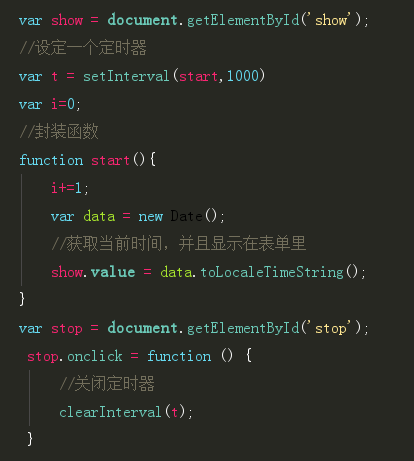 var show = document.getElementById('show');
//设定一个定时器
var t = setInterval(start,1000)
var i=0;
//封装函数
function start(){
i+=1;
var data = new Date();
//获取当前时间，并且显示在表单里
show.value = data.toLocaleTimeString();
}
var stop = document.getElementById('stop');
stop.onclick = function () {
//关闭定时器
clearInterval(t);
}